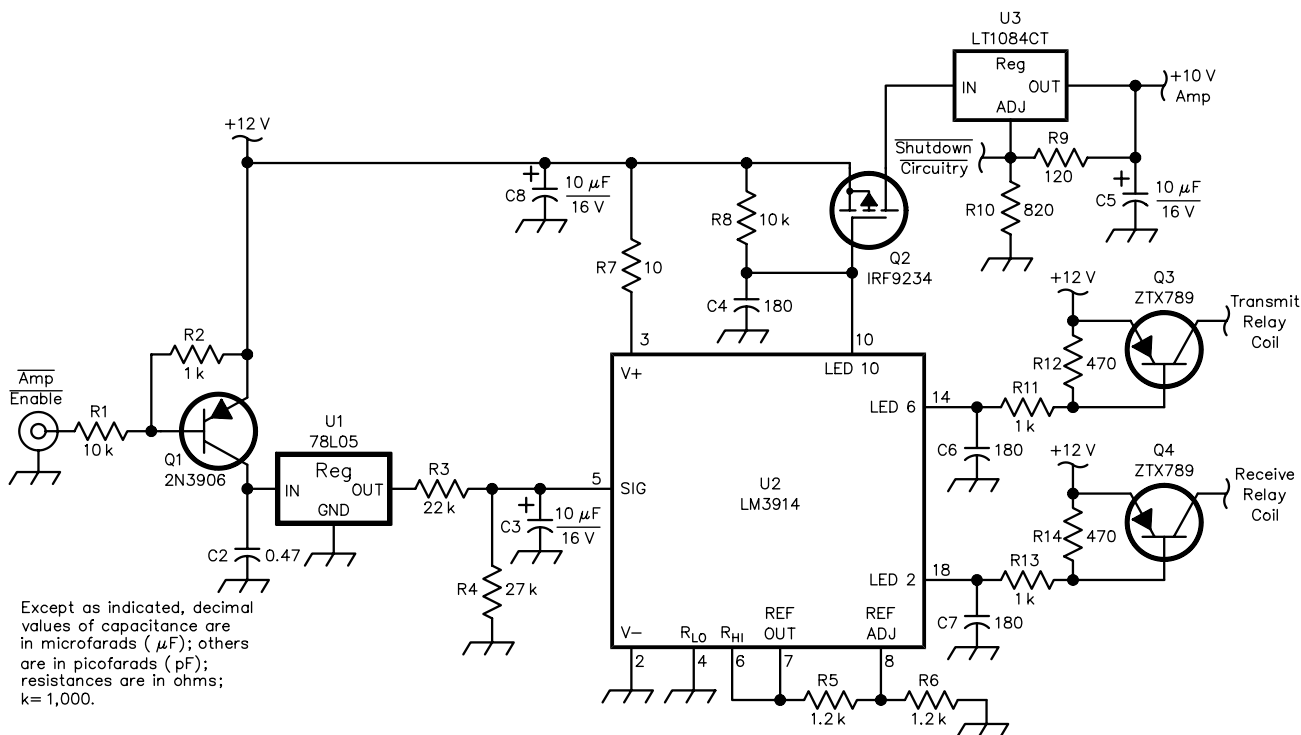 U3
LT1084CT
Reg
IN
OUT
ADJ
+10 V
Amp
+12 V
Shutdown
Circuitry
R9
120
C8
10 µF
16 V
R8
10 k
R10
820
C5
10 µF
16 V
R7
10
Q2
IRF9234
C4
180
+12 V
Q3
ZTX789
Transmit
Relay
Coil
R2
1 k
3
10
V+
LED 10
R12
470
Amp
Enable
R1
10 k
Q1
2N3906
U1
78L05
Reg
IN
OUT
GND
R3
22 k
LED 6
14
R11
1 k
C6
180
+12 V
Q4
ZTX789
Receive
Relay
Coil
5
SIG
U2
LM3914
C3
10 µF
16 V
R14
470
C2
0.47
R4
27 k
LED 2
18
R13
1 k
C7
180
Except as indicated, decimal
values of capacitance are
in microfarads ( µF); others
are in picofarads ( pF);
resistances are in ohms;
k= 1,000.
V-
RLO
RHI
REF
OUT
REF
ADJ
2
4
6
7
8
R5
1.2 k
R6
1.2 k